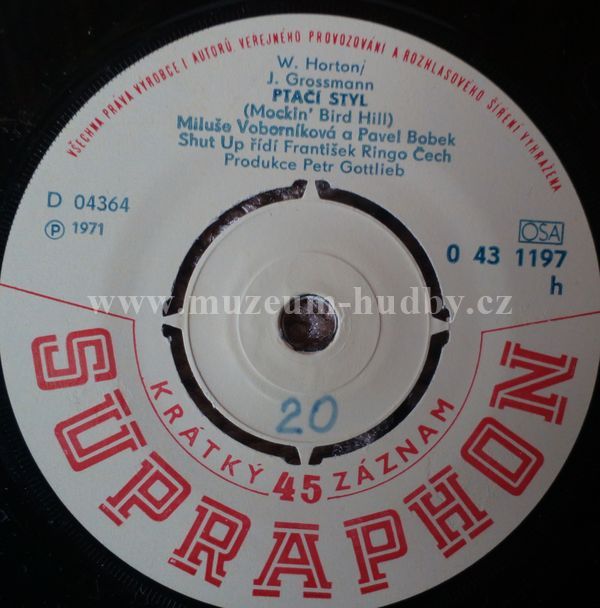 VŠECHNA PRÁVA VÝROBCE I AUTORŮ VEREJNÉHO PROVOZOVÁNÍ A ROZHLASOVÉHO ŠÍŘENÍ VYHRAŽENA
W. Horton/
J. Grossmann
PTAČÍ STYL
(Mockin' Bird Hill)
Miluše Voborníková a Pavel Bobek
Shut Up řídí František Ringo Čech
Produkce Petr Gottlieb
D 04364
℗ 1971
OSA
0 43 1197
h
www.muzeum-hudby.cz
20
KRÁTKÝ 45 ZÁZNAM
SUPRAPHON